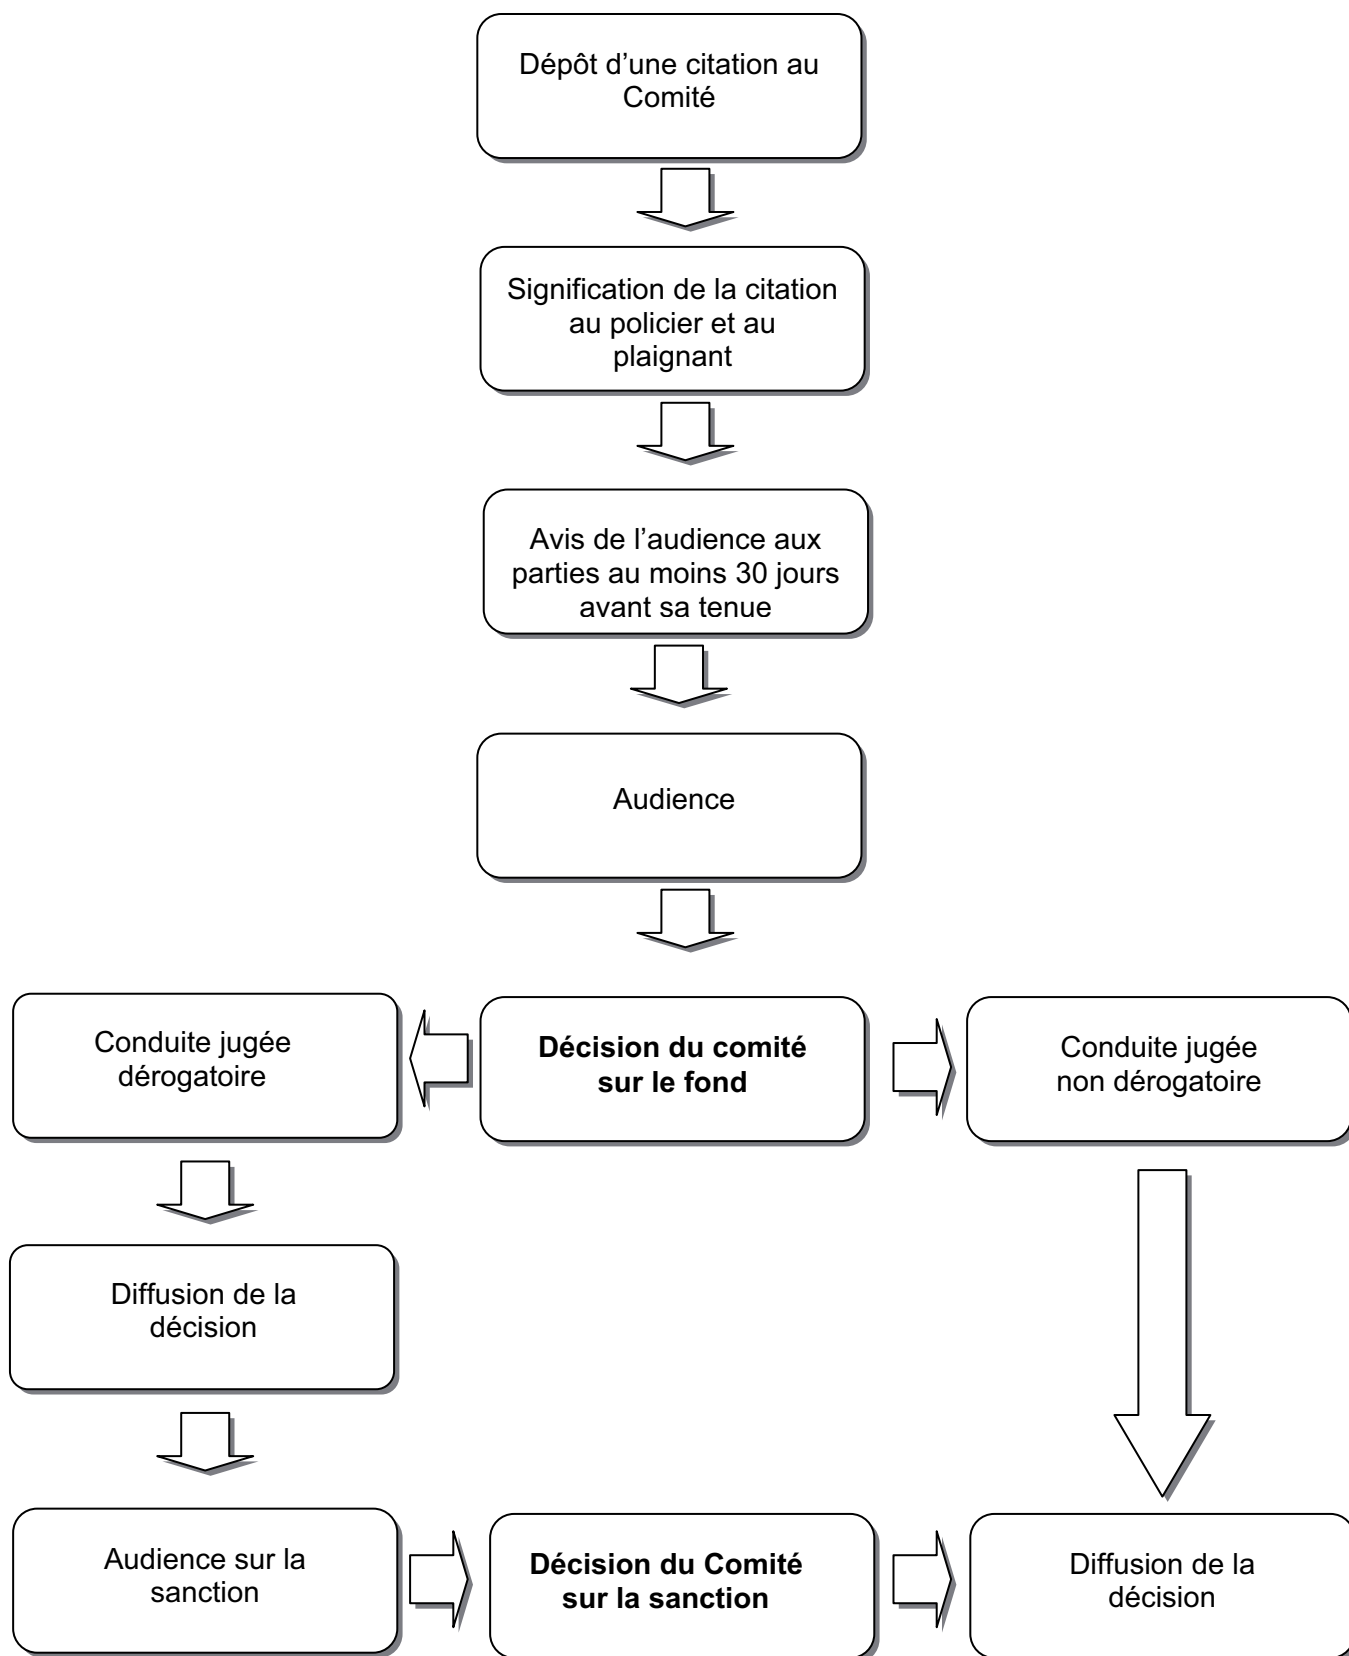 Dépôt d’une citation au
Comité
Signification de la citation
au policier et au
plaignant
Avis de l’audience aux
parties au moins 30 jours
avant sa tenue
Audience
Conduite jugée
dérogatoire
Décision du comité
sur le fond
Conduite jugée
non dérogatoire
Diffusion de la
décision
Audience sur la
sanction
Décision du Comité
sur la sanction
Diffusion de la
décision